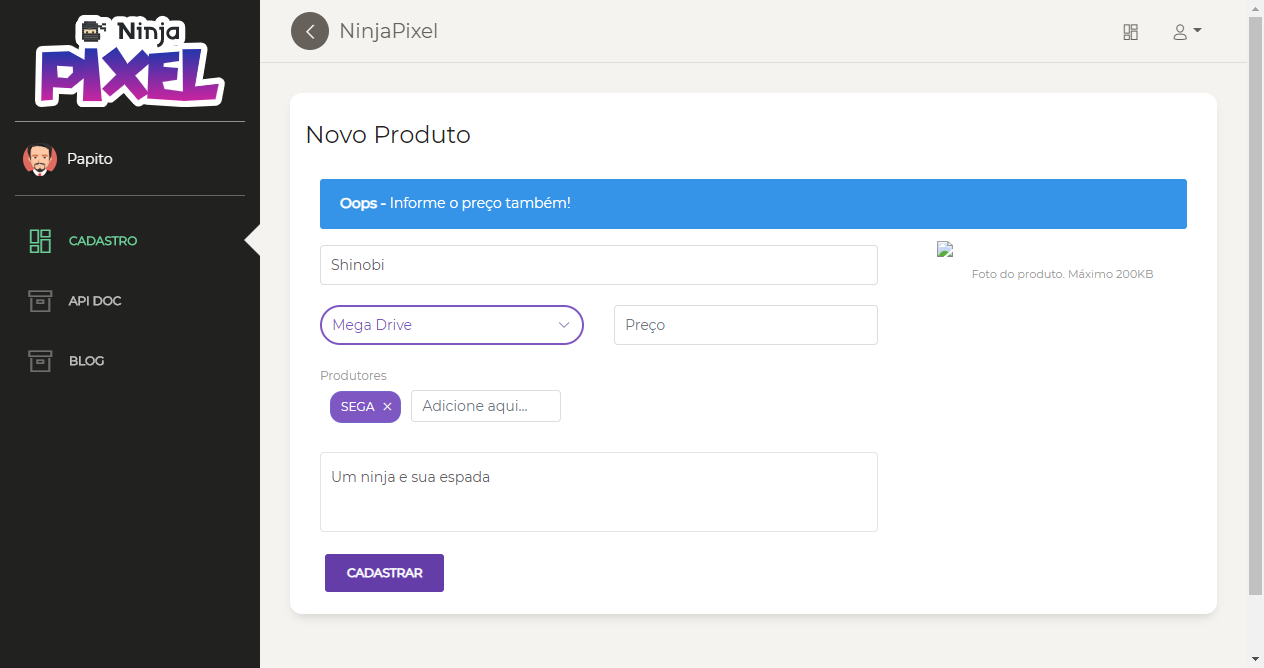 Ninja
PIXEL
NinjaPixel
Papito
CADASTRO
API DOC
BLOG
Novo Produto
Oops - Informe o preço também!
Shinobi
Foto do produto. Máximo 200KB
Mega Drive
Preço
Produtores
SEGA ×
Adicione aqui...
Um ninja e sua espada
CADASTRAR